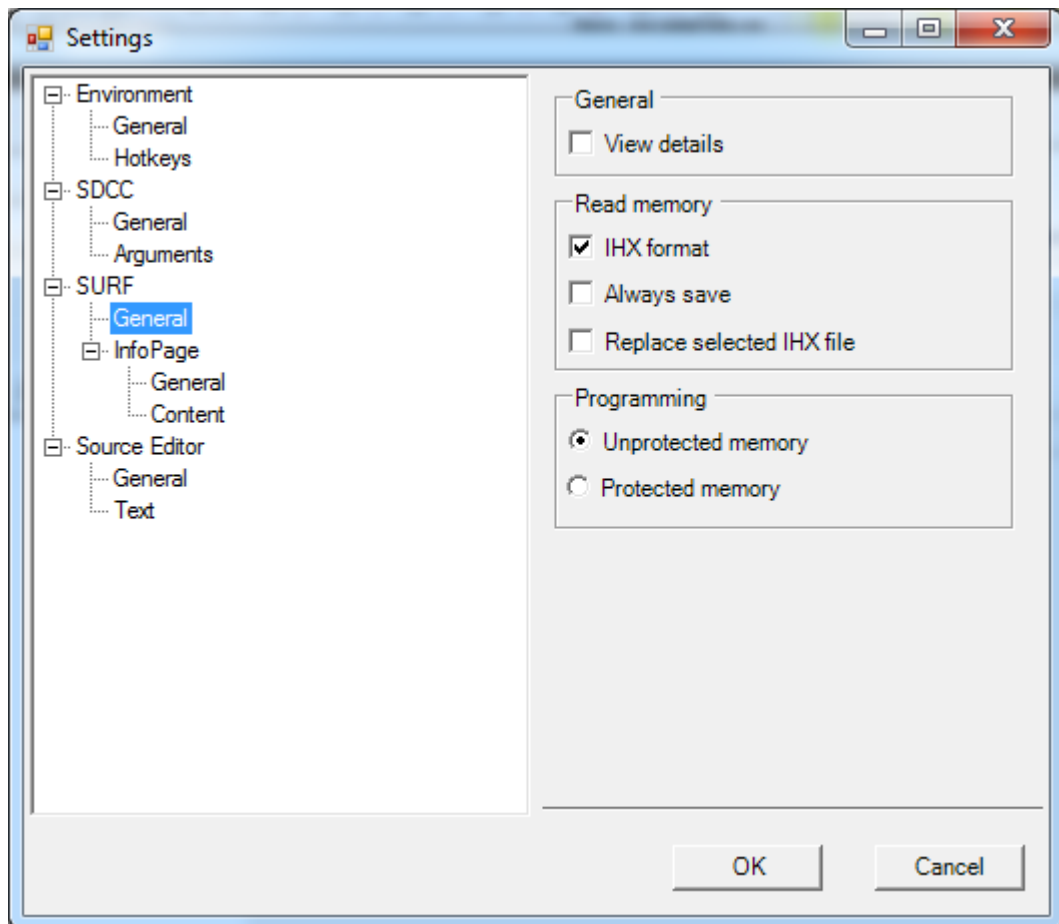 Settings
Environment
General
Hotkeys
SDCC
General
Arguments
SURF
General
InfoPage
General
Content
Source Editor
General
Text
General
View details
Read memory
IHX format
Always save
Replace selected IHX file
Programming
Unprotected memory
Protected memory
OK
Cancel